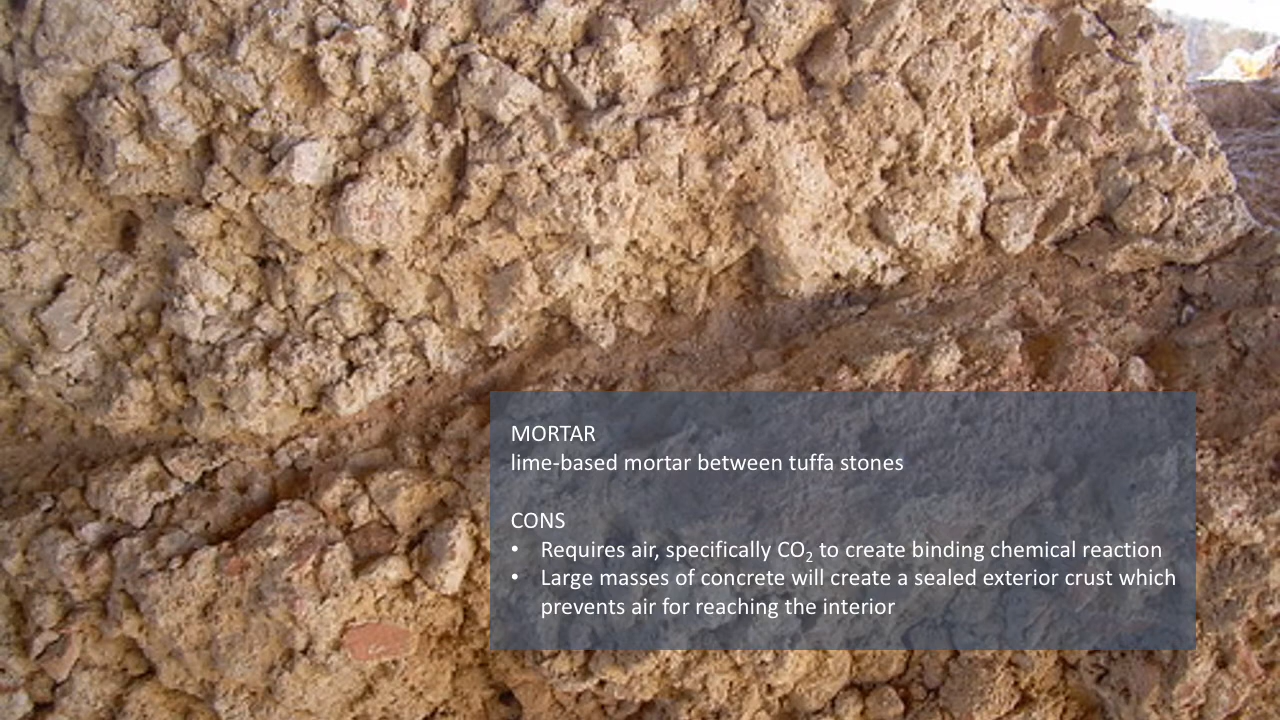 MORTAR
lime-based mortar between tuffa stones
CONS
• Requires air, specifically CO₂ to create binding chemical reaction
• Large masses of concrete will create a sealed exterior crust which
prevents air for reaching the interior